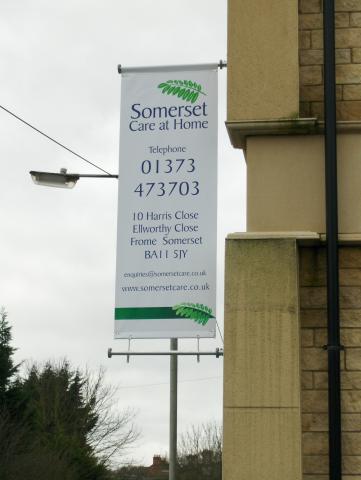 Somerset
Care at Home
Telephone
01373
473703
10 Harris Close
Ellworthy Close
Frome Somerset
BA11 5JY
enquiries@somersetcare.co.uk
www.somersetcare.co.uk